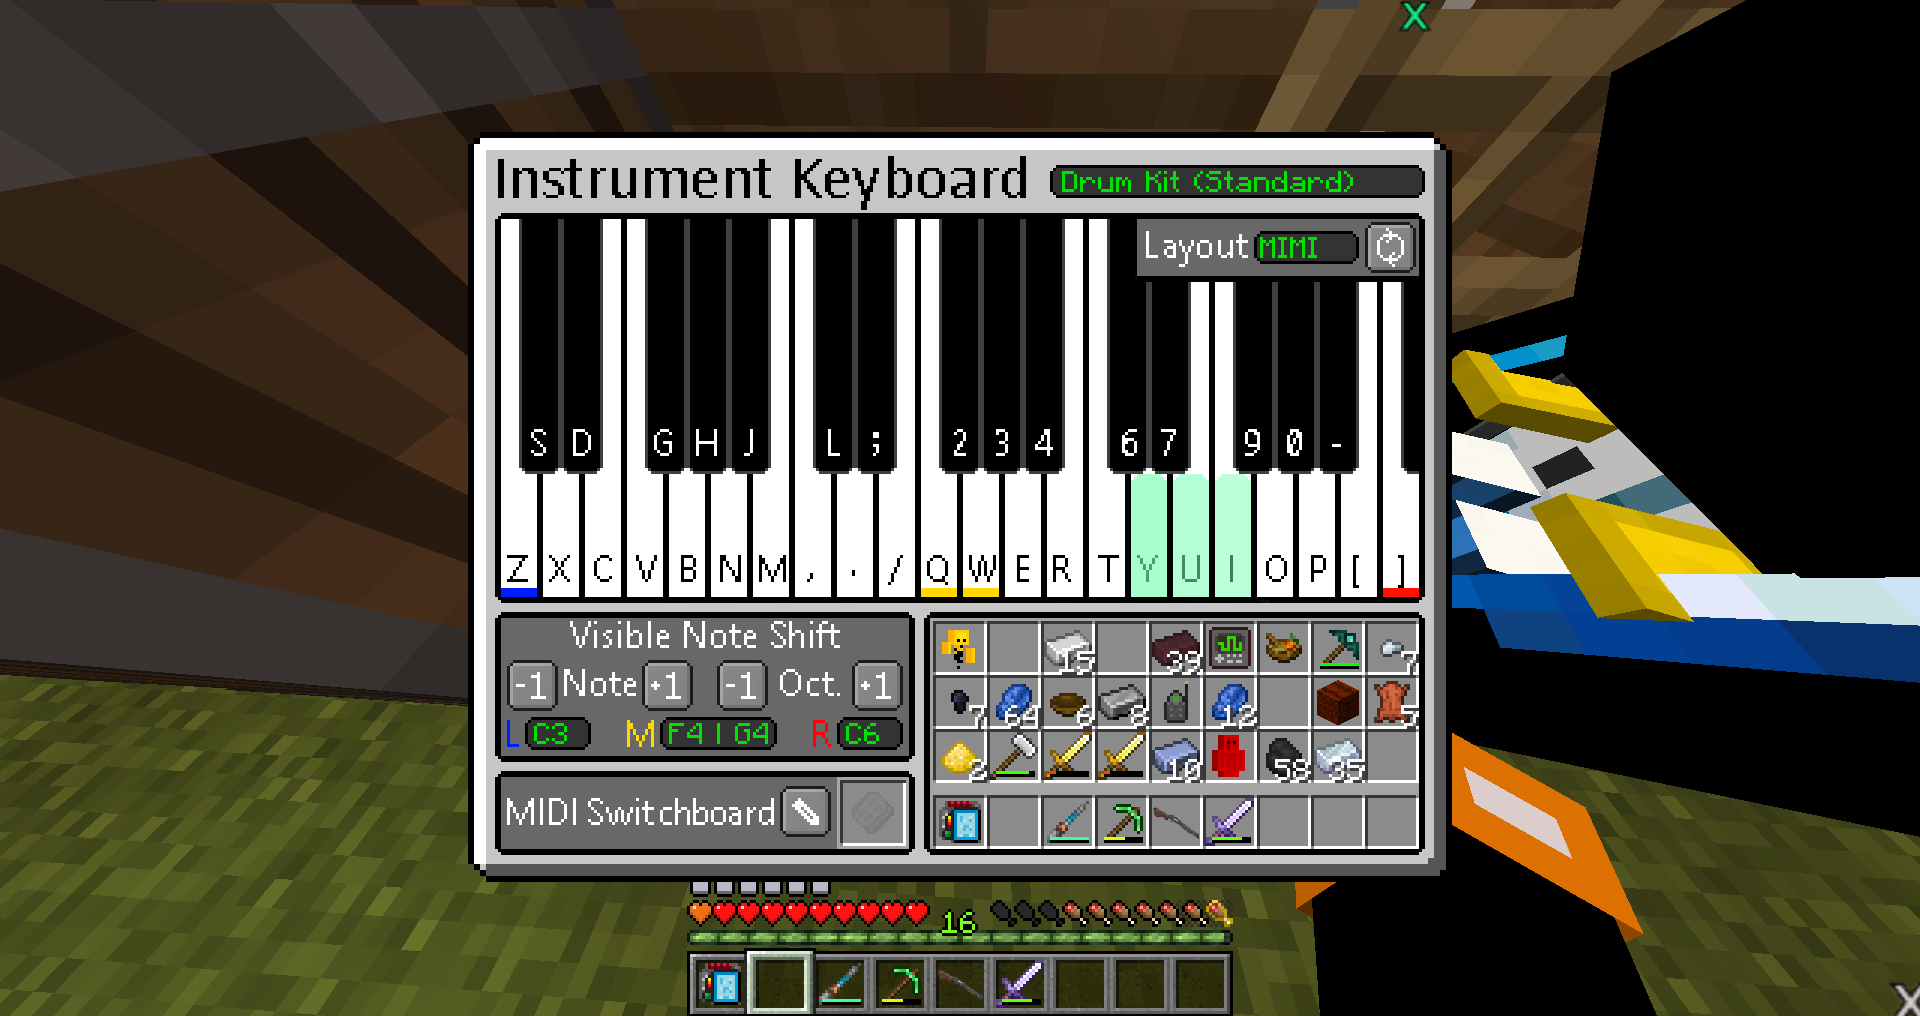 X
Instrument Keyboard Drum Kit (Standard)
Layout MIMI
S D G H J L ; 2 3 4 6 7 9 0 -
Z X C V B N M , . / Q W E R T Y U I O P [ ]
Visible Note Shift
-1 Note +1 -1 Oct. +1
L C3 M F4 | G4 R C6
MIDI Switchboard
15 39 7
7 64 6 8 12 5
2 10 58 35
16
X